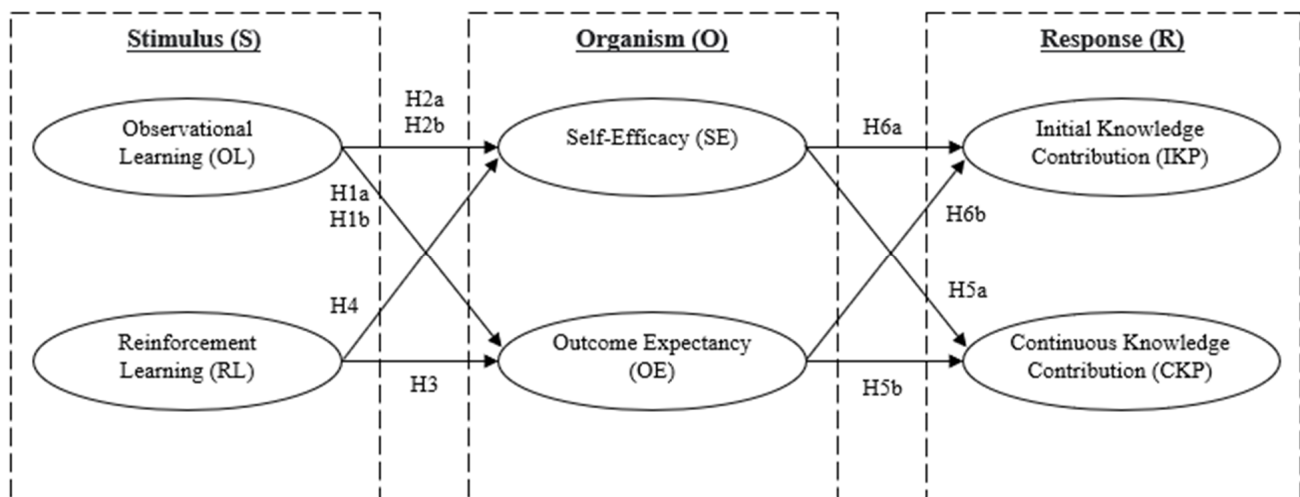 Stimulus (S)
Organism (O)
Response (R)
Observational
Learning (OL)
H2a
H2b
Self-Efficacy (SE)
H6a
Initial Knowledge
Contribution (IKP)
H1a
H1b
H6b
H4
H5a
Reinforcement
Learning (RL)
H3
Outcome Expectancy
(OE)
H5b
Continuous Knowledge
Contribution (CKP)